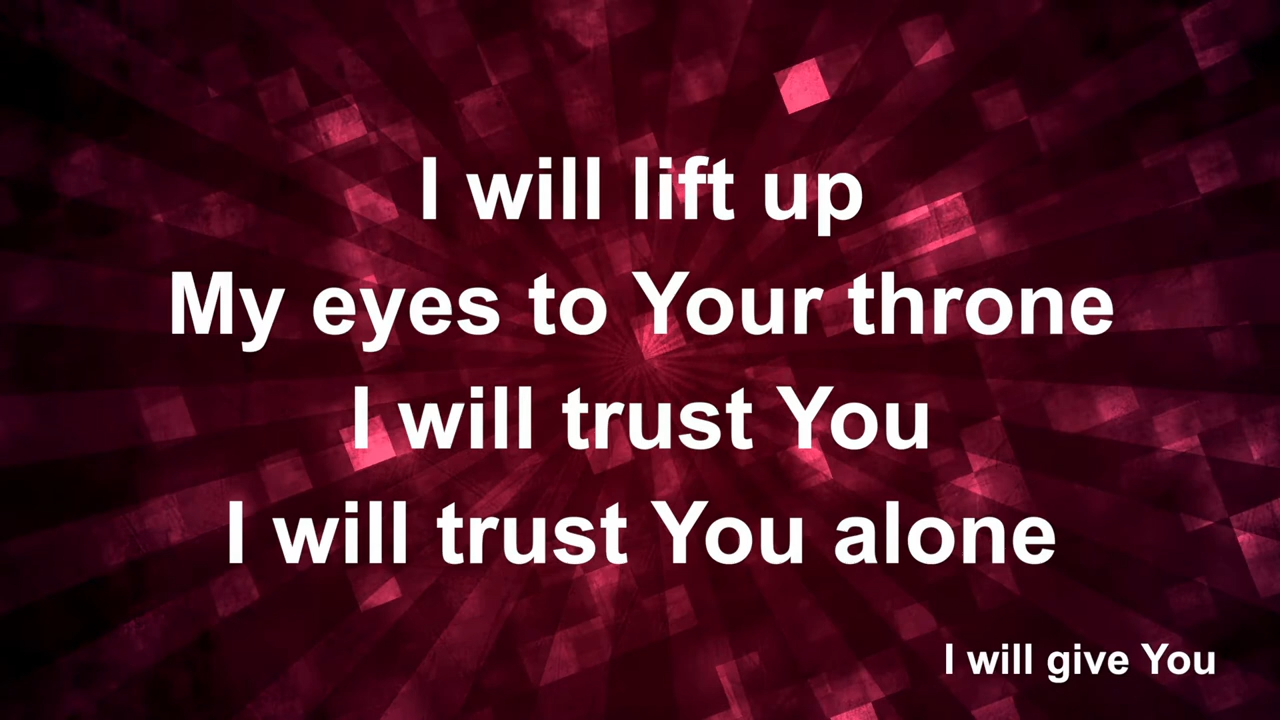 I will lift up
My eyes to Your throne
I will trust You
I will trust You alone
I will give You